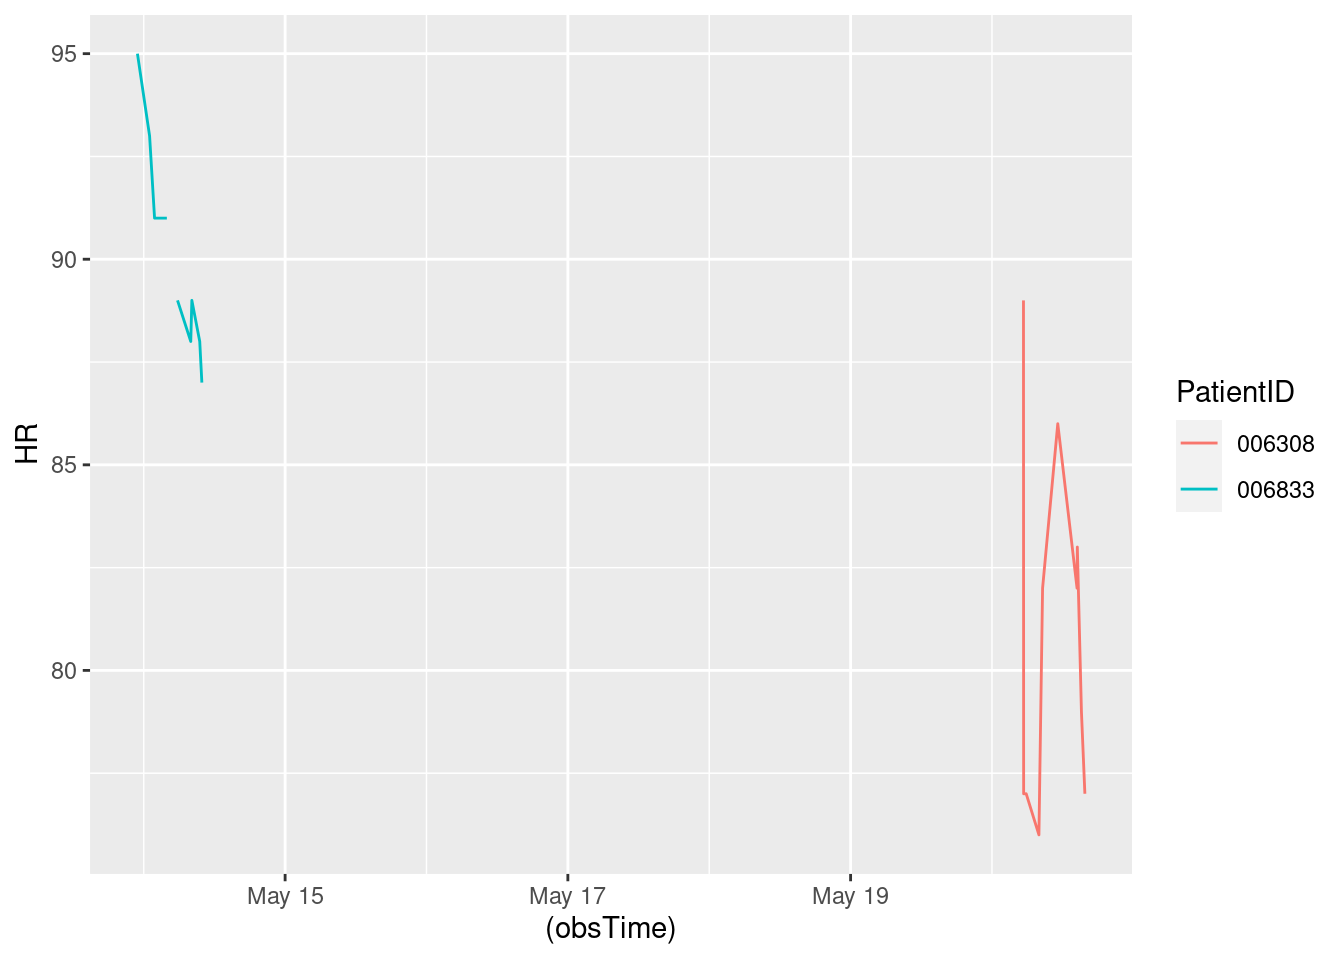 95
90
85
80
HR
May 15
May 17
May 19
(obsTime)
PatientID
006308
006833